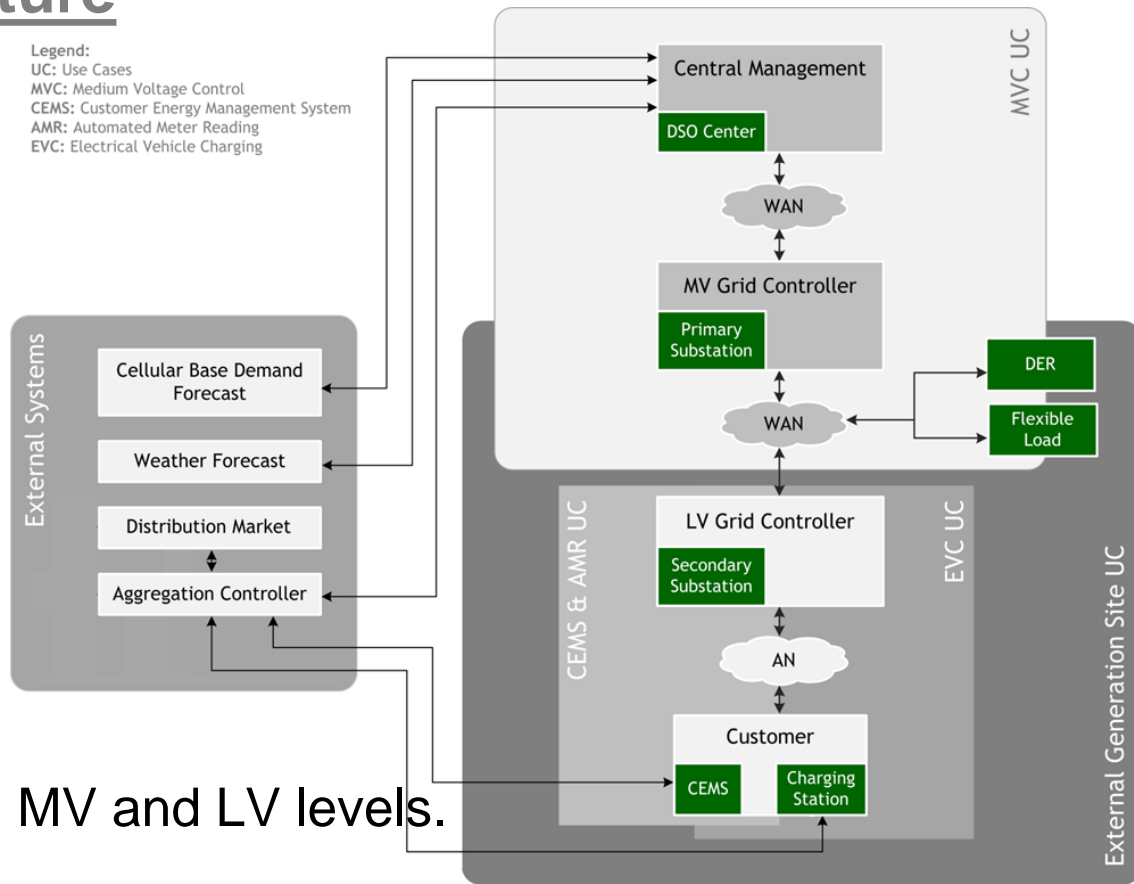 ture
Legend:
UC: Use Cases
MVC: Medium Voltage Control
CEMS: Customer Energy Management System
AMR: Automated Meter Reading
EVC: Electrical Vehicle Charging
MVC UC
Central Management
DSO Center
WAN
MV Grid Controller
Primary
Substation
WAN
DER
Flexible
Load
External Systems
Cellular Base Demand
Forecast
Weather Forecast
Distribution Market
Aggregation Controller
CEMS & AMR UC
LV Grid Controller
Secondary
Substation
EVC UC
AN
Customer
CEMS
Charging
Station
External Generation Site UC
MV and LV levels.